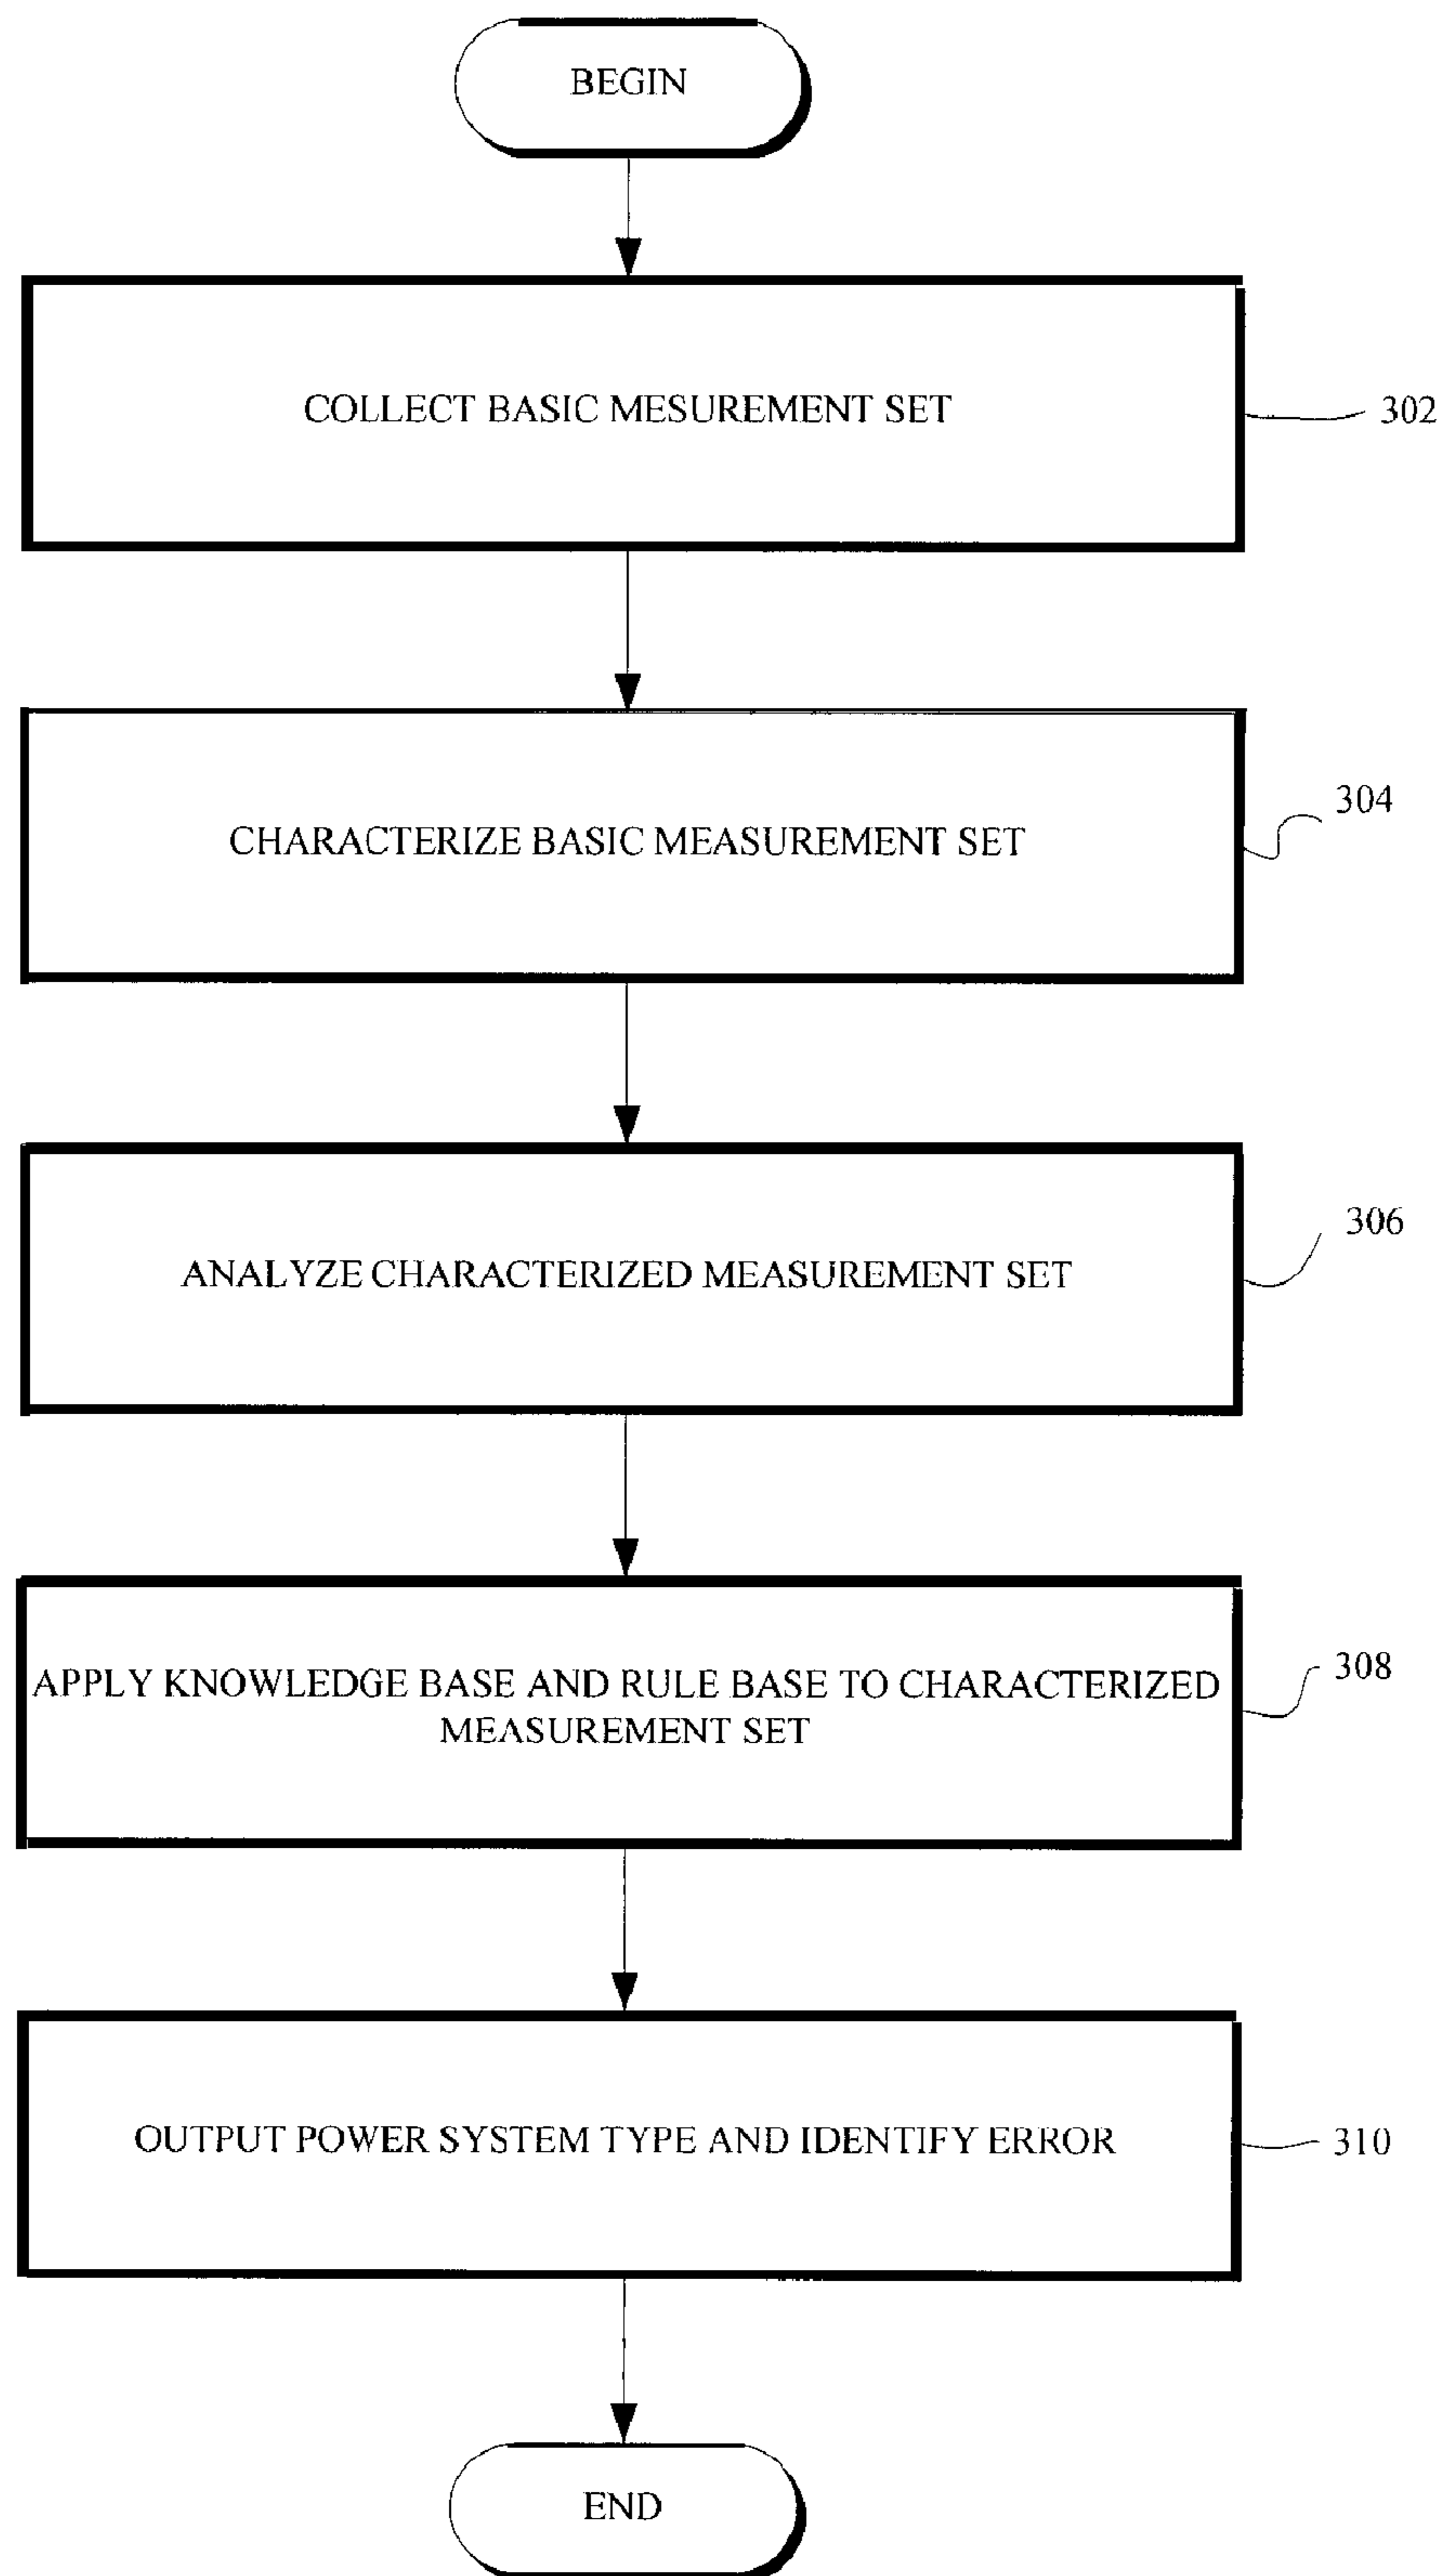 BEGIN
COLLECT BASIC MESUREMENT SET
302
CHARACTERIZE BASIC MEASUREMENT SET
304
ANALYZE CHARACTERIZED MEASUREMENT SET
306
APPLY KNOWLEDGE BASE AND RULE BASE TO CHARACTERIZED
MEASUREMENT SET
308
OUTPUT POWER SYSTEM TYPE AND IDENTIFY ERROR
310
END